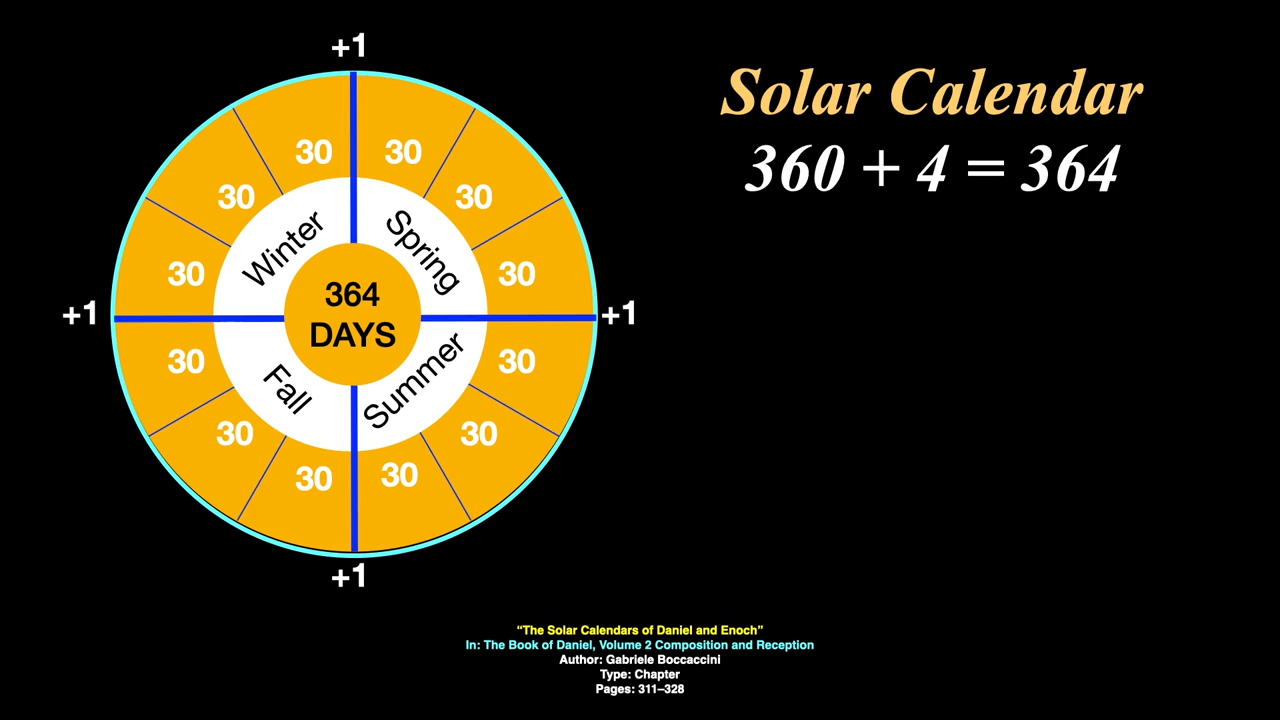 +1
Solar Calendar
360 + 4 = 364
30 30
30 30
Winter Spring
30 30
364
DAYS
+1 +1
30 30
Fall Summer
30 30
30 30
+1
“The Solar Calendars of Daniel and Enoch”
In: The Book of Daniel, Volume 2 Composition and Reception
Author: Gabriele Boccaccini
Type: Chapter
Pages: 311–328